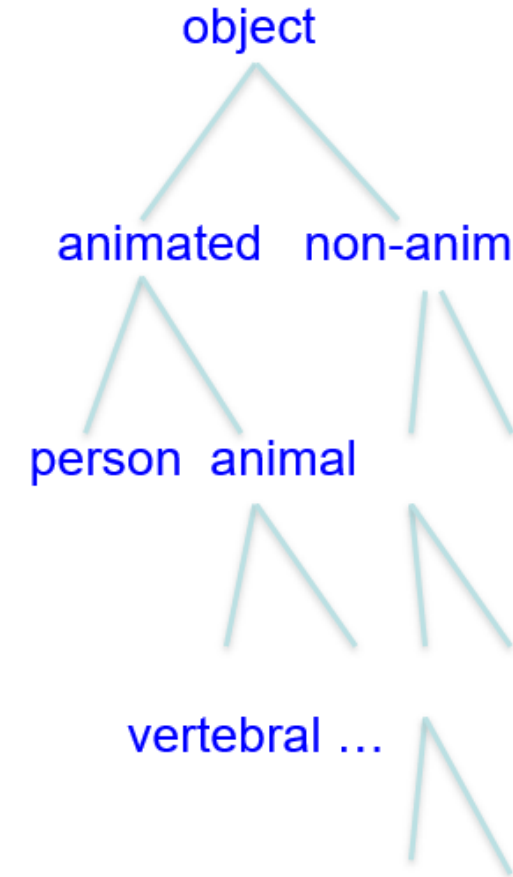 object
animated non-anim
person animal
vertebral …